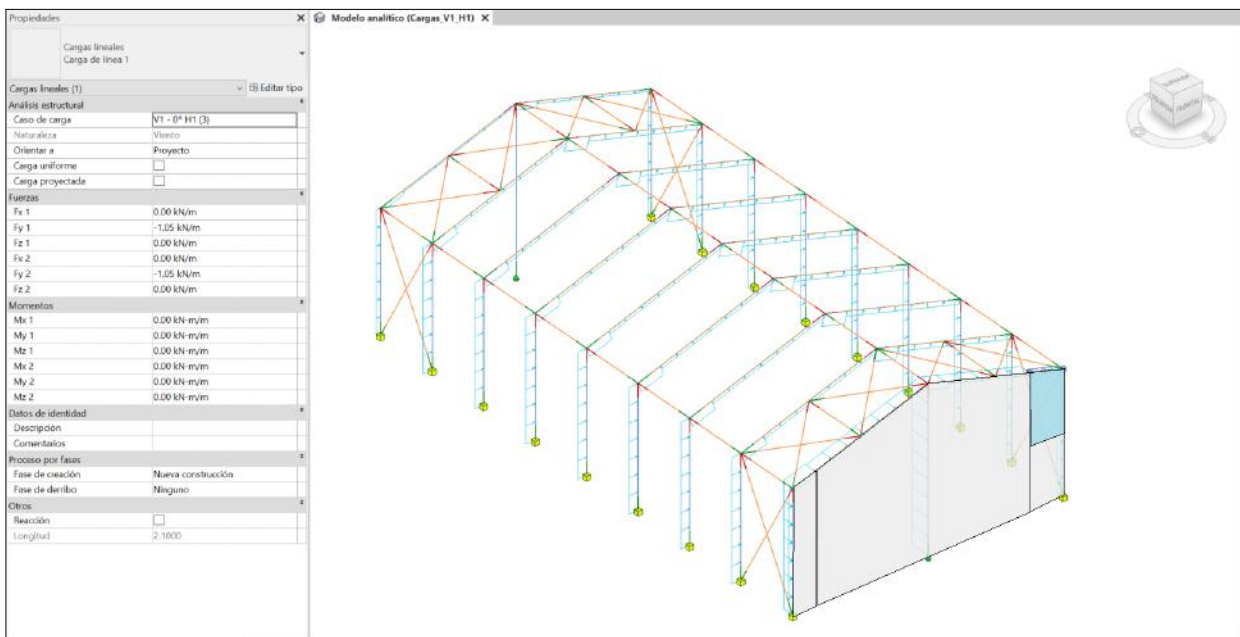 Propiedades
Modelo analítico (Cargas_V1_H1)
Cargas lineales
Carga de línea 1
Cargas lineales (1)
Editar tipo
Análisis estructural
Caso de carga V1 - 0º H1 (3)
Naturaleza Viento
Orientar a Proyecto
Carga uniforme
Carga proyectada
Fuerzas
Fx 1 0.00 kN/m
Fy 1 -1.05 kN/m
Fz 1 0.00 kN/m
Fx 2 0.00 kN/m
Fy 2 -1.05 kN/m
Fz 2 0.00 kN/m
Momentos
Mx 1 0.00 kN-m/m
My 1 0.00 kN-m/m
Mz 1 0.00 kN-m/m
Mx 2 0.00 kN-m/m
My 2 0.00 kN-m/m
Mz 2 0.00 kN-m/m
Datos de identidad
Descripción
Comentarios
Proceso por fases
Fase de creación Nueva construcción
Fase de derribo Ninguno
Otros
Reacción
Longitud 2.1000